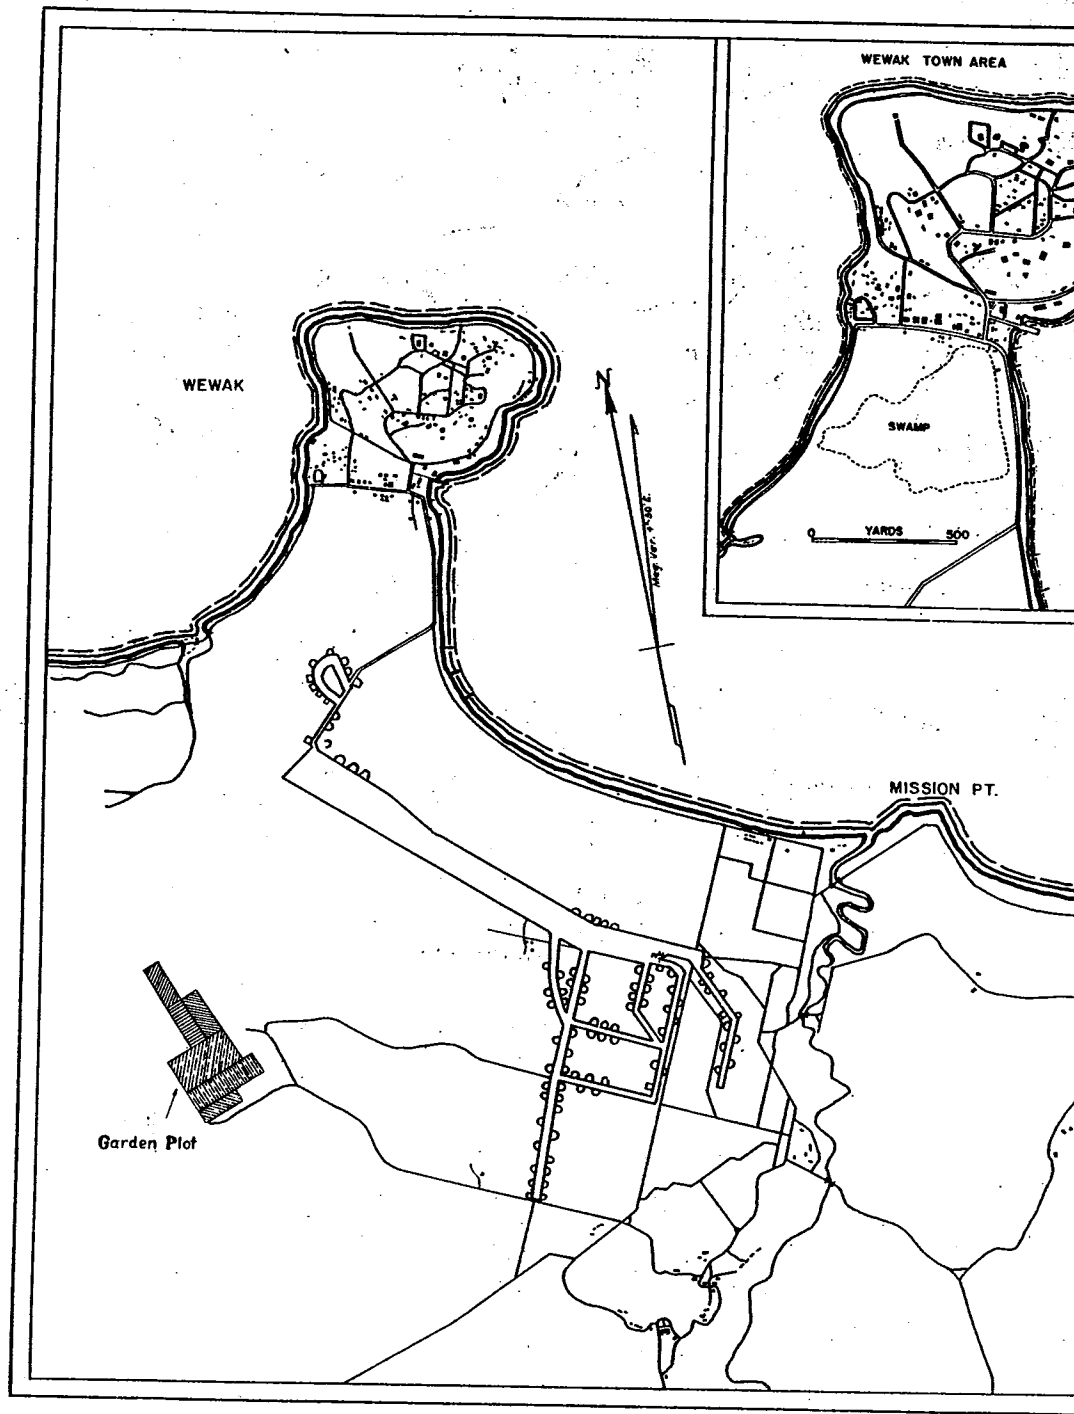 WEWAK TOWN AREA
WEWAK
N
SWAMP
0 YARDS 500
MISSION PT.
Garden Plot